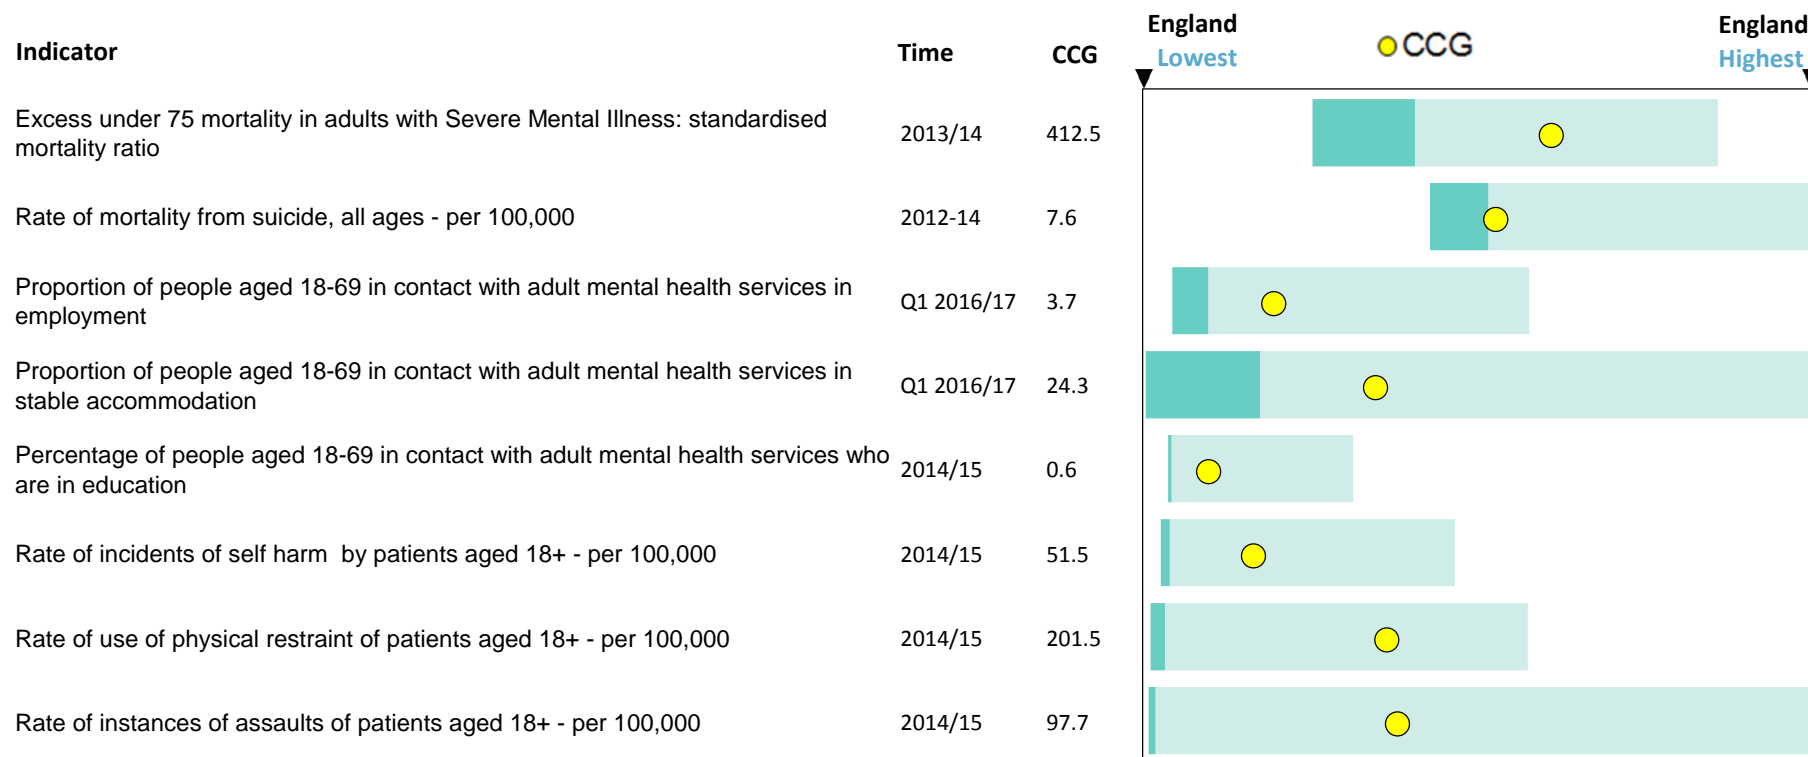 England CCG England
Indicator Time CCG Lowest Highest
Excess under 75 mortality in adults with Severe Mental Illness: standardised
mortality ratio 2013/14 412.5
Rate of mortality from suicide, all ages - per 100,000 2012-14 7.6
Proportion of people aged 18-69 in contact with adult mental health services in
employment Q1 2016/17 3.7
Proportion of people aged 18-69 in contact with adult mental health services in
stable accommodation Q1 2016/17 24.3
Percentage of people aged 18-69 in contact with adult mental health services who
are in education 2014/15 0.6
Rate of incidents of self harm  by patients aged 18+ - per 100,000 2014/15 51.5
Rate of use of physical restraint of patients aged 18+ - per 100,000 2014/15 201.5
Rate of instances of assaults of patients aged 18+ - per 100,000 2014/15 97.7